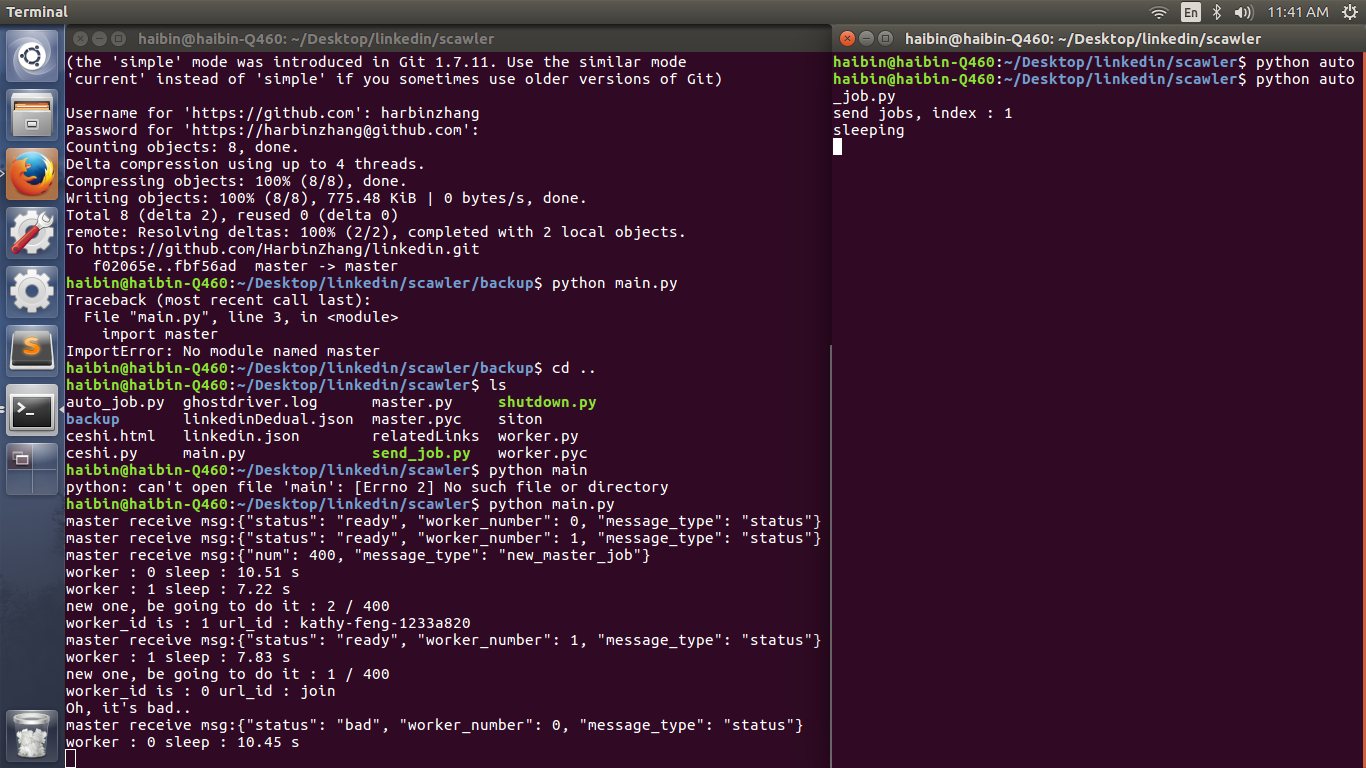 Terminal
En
11:41 AM
haibin@haibin-Q460: ~/Desktop/linkedin/scawler
(the 'simple' mode was introduced in Git 1.7.11. Use the similar mode
'current' instead of 'simple' if you sometimes use older versions of Git)
Username for 'https://github.com': harbinzhang
Password for 'https://harbinzhang@github.com':
Counting objects: 8, done.
Delta compression using up to 4 threads.
Compressing objects: 100% (8/8), done.
Writing objects: 100% (8/8), 775.48 KiB | 0 bytes/s, done.
Total 8 (delta 2), reused 0 (delta 0)
remote: Resolving deltas: 100% (2/2), completed with 2 local objects.
To https://github.com/HarbinZhang/linkedin.git
   f02065e..fbf56ad  master -> master
haibin@haibin-Q460:~/Desktop/linkedin/scawler/backup$ python main.py
Traceback (most recent call last):
  File "main.py", line 3, in <module>
    import master
ImportError: No module named master
haibin@haibin-Q460:~/Desktop/linkedin/scawler/backup$ cd ..
haibin@haibin-Q460:~/Desktop/linkedin/scawler$ ls
auto_job.py  ghostdriver.log      master.py     shutdown.py
backup       linkedinDedual.json  master.pyc    siton
ceshi.html   linkedin.json        relatedLinks  worker.py
ceshi.py     main.py              send_job.py   worker.pyc
haibin@haibin-Q460:~/Desktop/linkedin/scawler$ python main
python: can't open file 'main': [Errno 2] No such file or directory
haibin@haibin-Q460:~/Desktop/linkedin/scawler$ python main.py
master receive msg:{"status": "ready", "worker_number": 0, "message_type": "status"}
master receive msg:{"status": "ready", "worker_number": 1, "message_type": "status"}
master receive msg:{"num": 400, "message_type": "new_master_job"}
worker : 0 sleep : 10.51 s
worker : 1 sleep : 7.22 s
new one, be going to do it : 2 / 400
worker_id is : 1 url_id : kathy-feng-1233a820
master receive msg:{"status": "ready", "worker_number": 1, "message_type": "status"}
worker : 1 sleep : 7.83 s
new one, be going to do it : 1 / 400
worker_id is : 0 url_id : join
Oh, it's bad..
master receive msg:{"status": "bad", "worker_number": 0, "message_type": "status"}
worker : 0 sleep : 10.45 s
haibin@haibin-Q460: ~/Desktop/linkedin/scawler
haibin@haibin-Q460:~/Desktop/linkedin/scawler$ python auto
haibin@haibin-Q460:~/Desktop/linkedin/scawler$ python auto
_job.py
send jobs, index : 1
sleeping